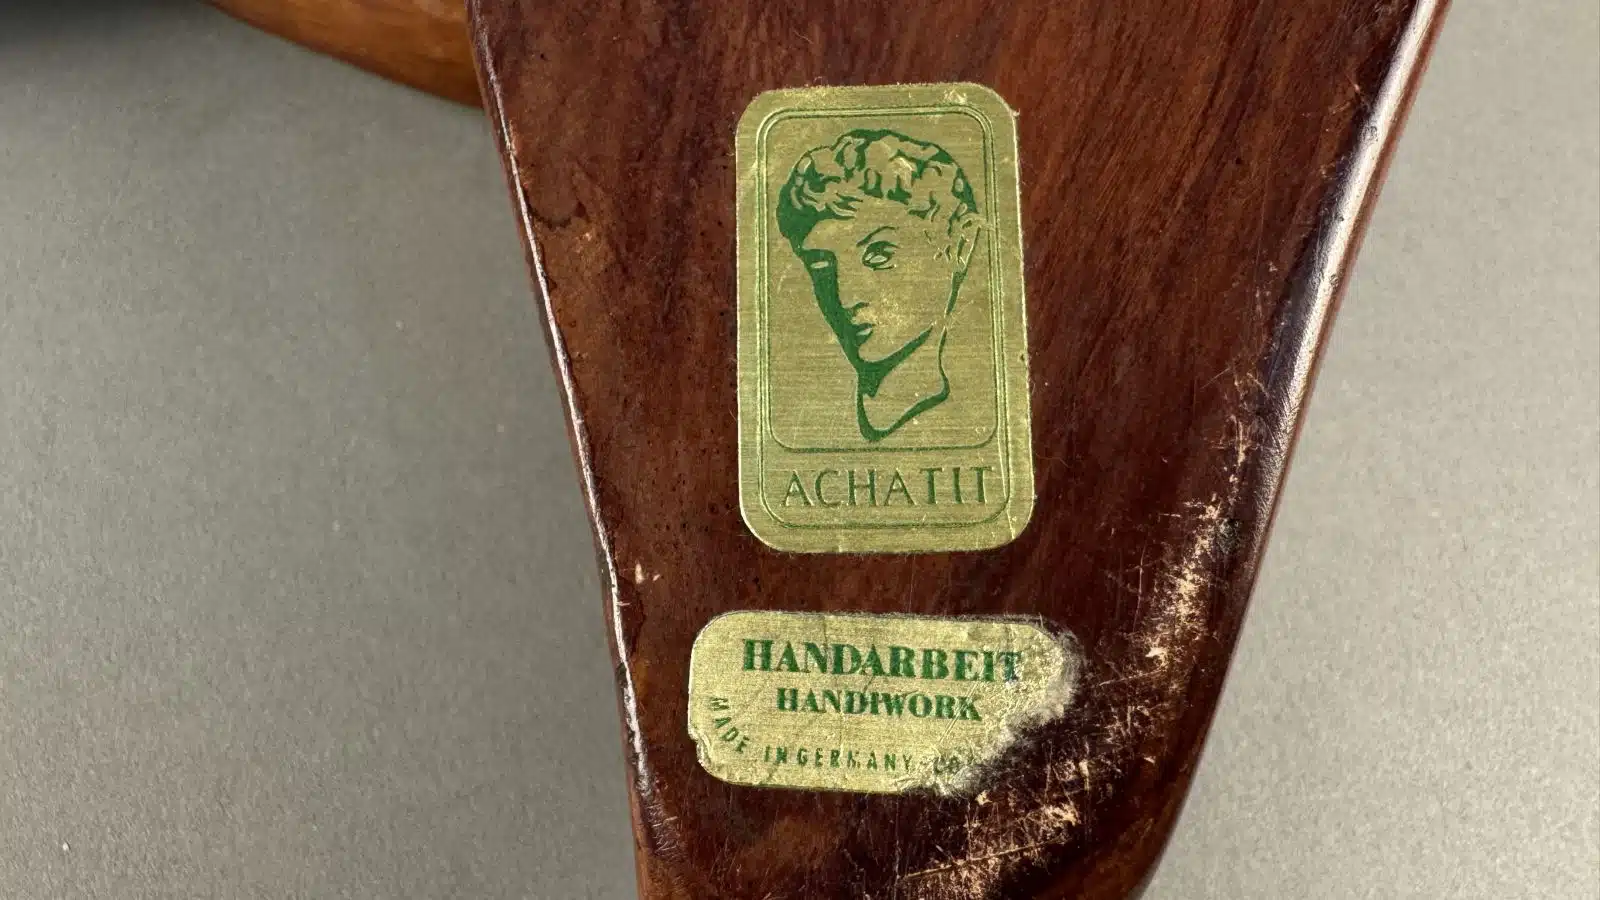 ACHATIT
HANDARBEIT
HANDIWORK
MADE IN GERMANY